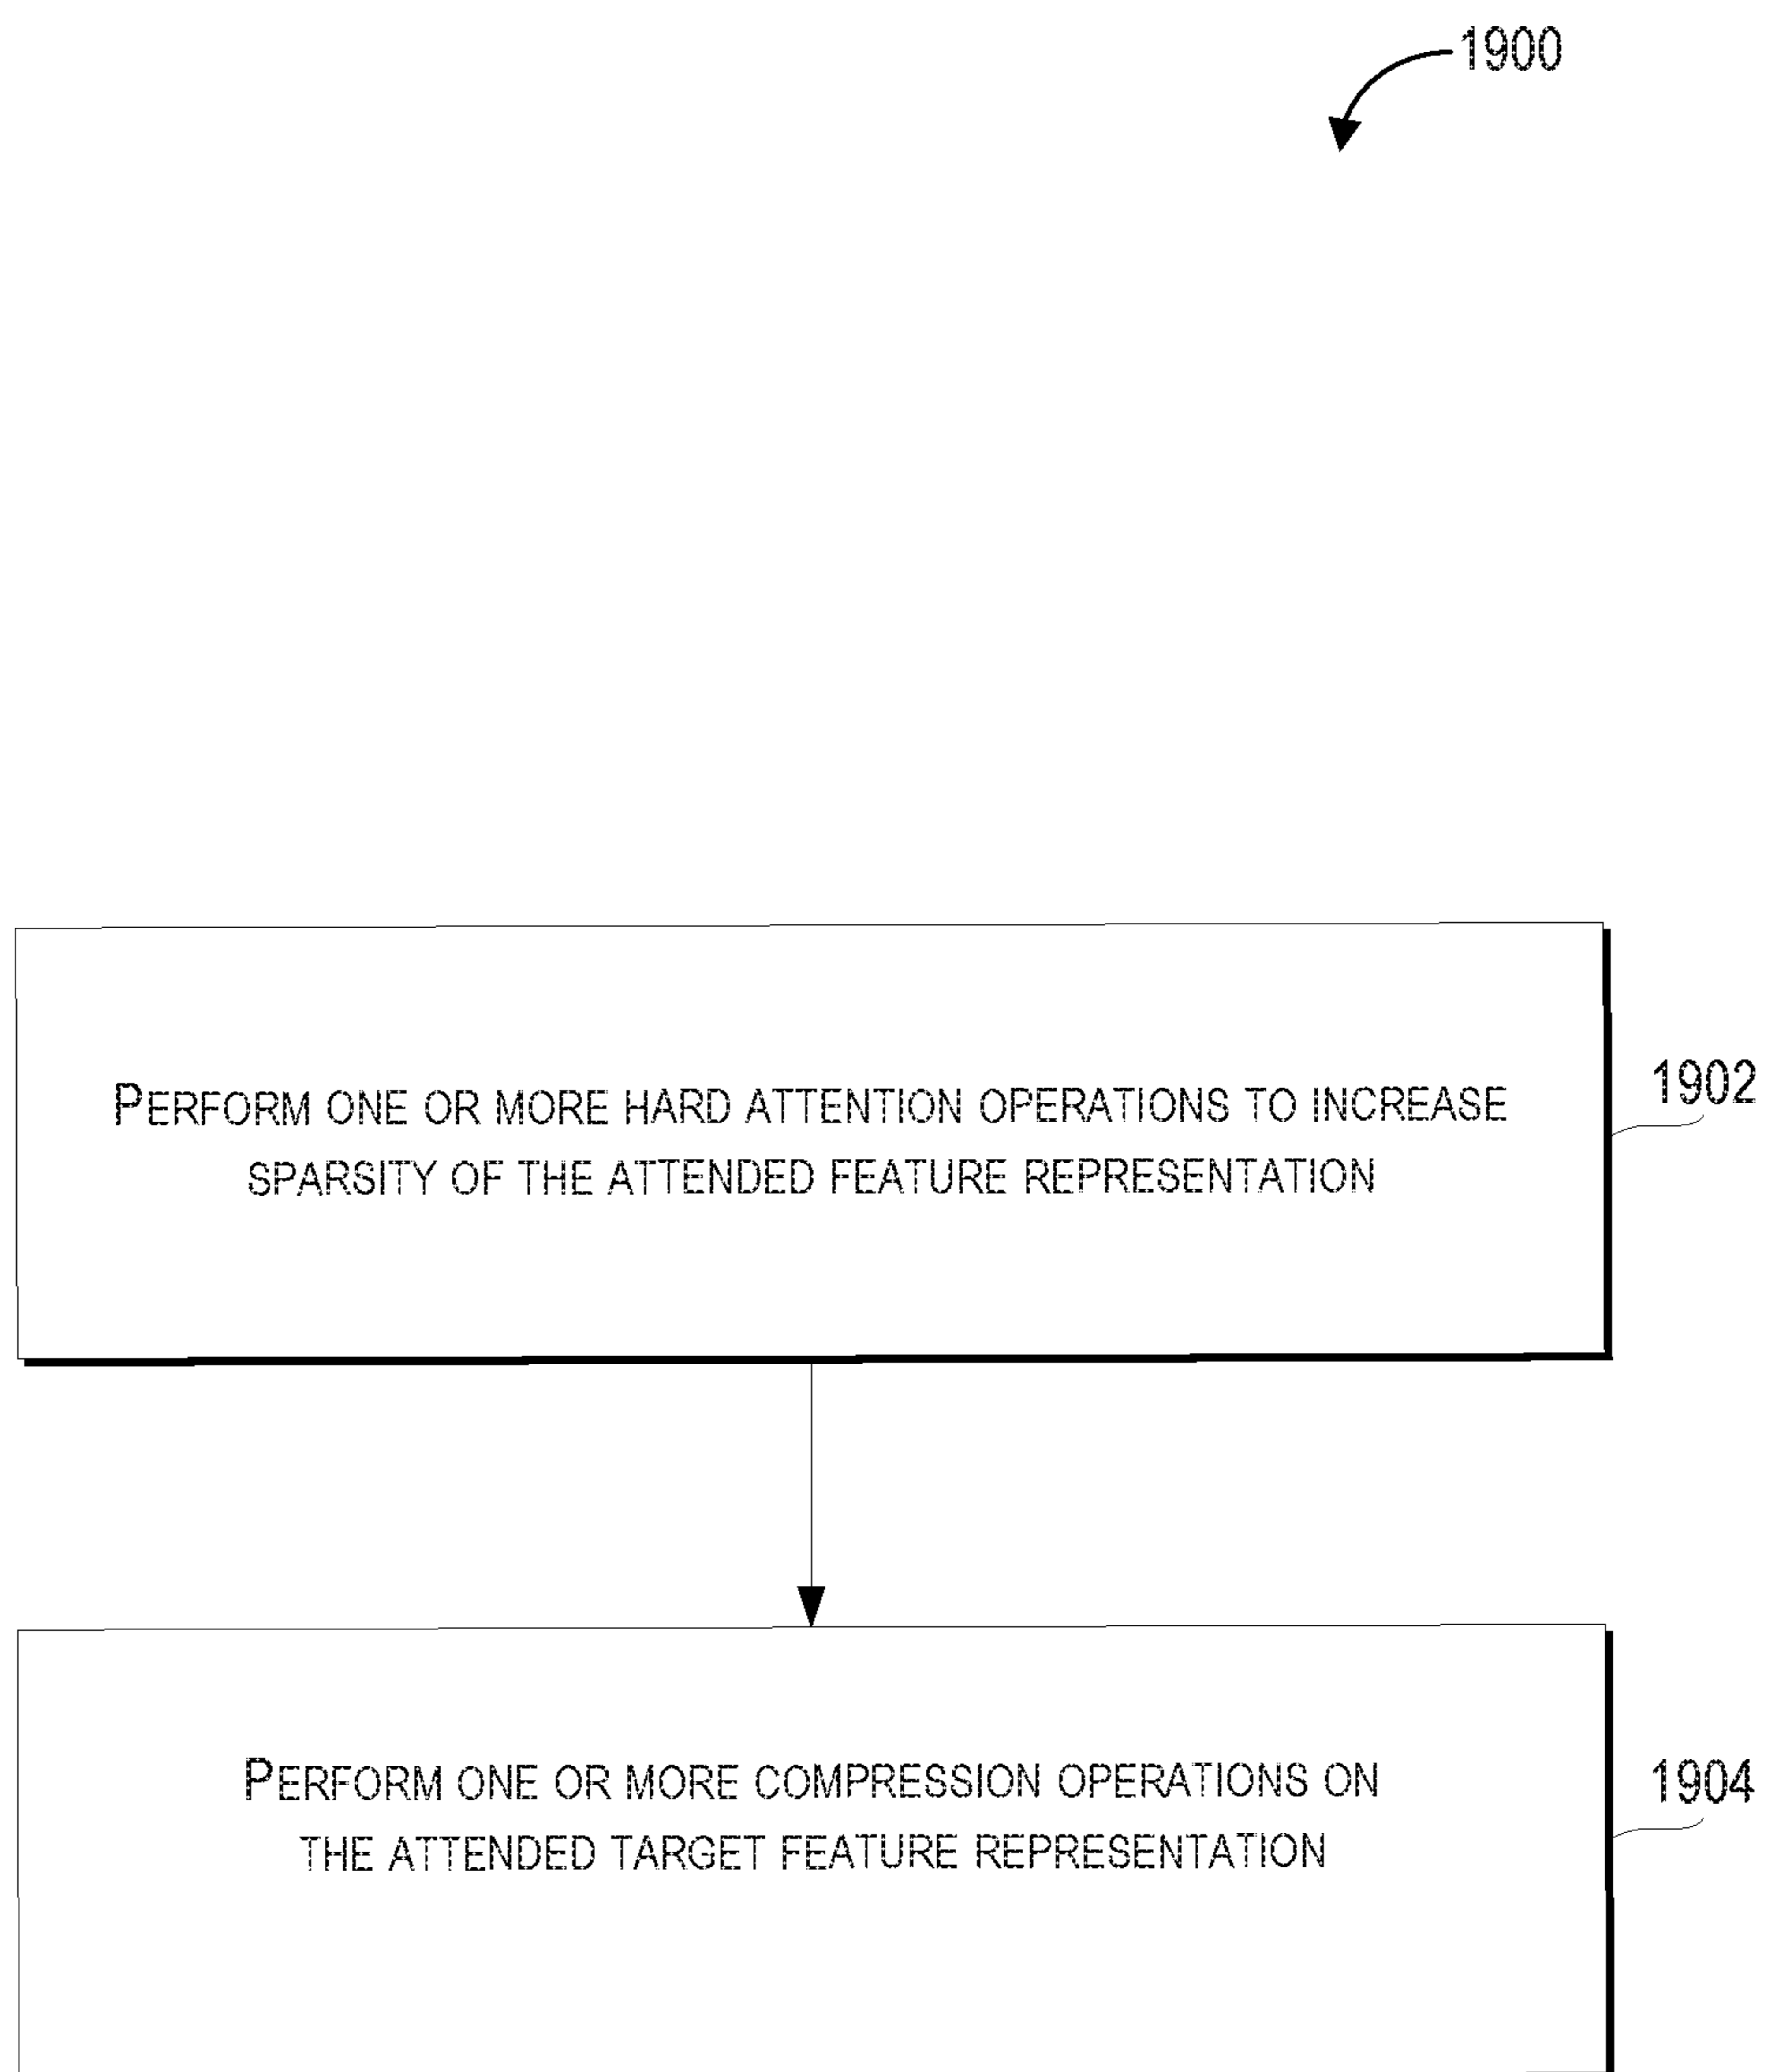 1900
PERFORM ONE OR MORE HARD ATTENTION OPERATIONS TO INCREASE
SPARSITY OF THE ATTENDED FEATURE REPRESENTATION
1902
PERFORM ONE OR MORE COMPRESSION OPERATIONS ON
THE ATTENDED TARGET FEATURE REPRESENTATION
1904